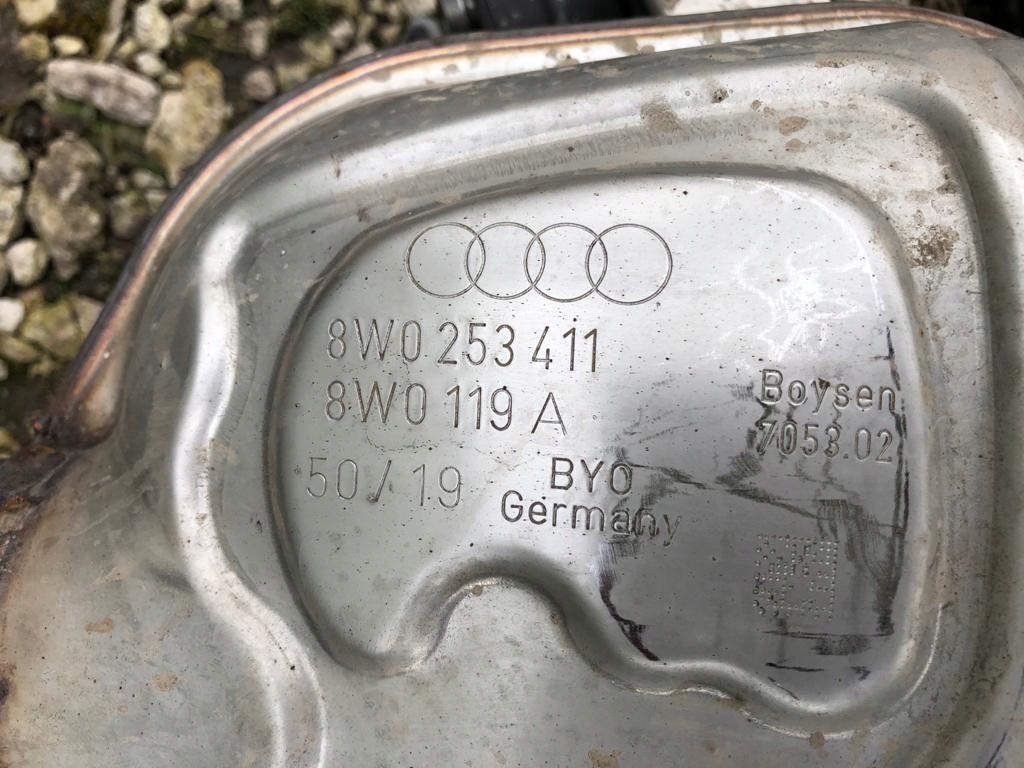 8W0 253 411
8W0 119 A
50/19
BYO
Germany
Boysen
7053.02